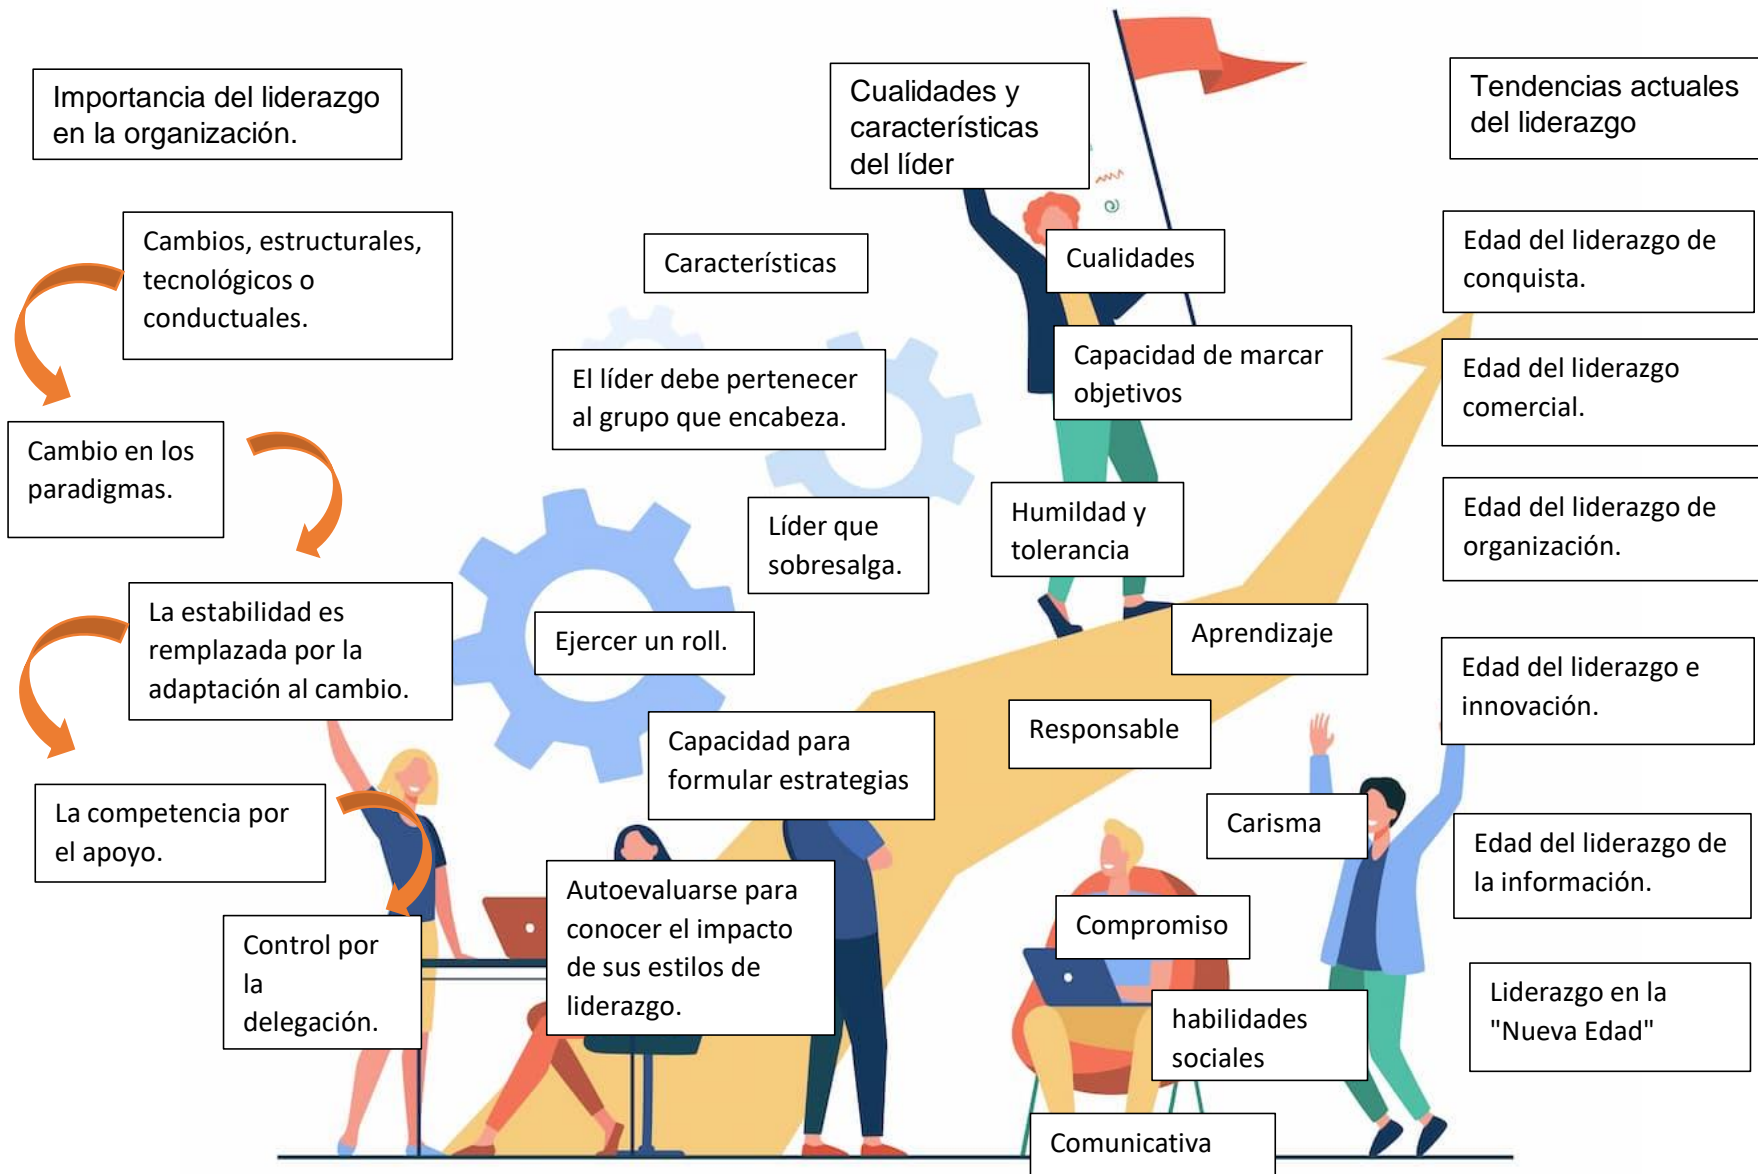 Importancia del liderazgo
en la organización.
Cambios, estructurales,
tecnológicos o
conductuales.
Cambio en los
paradigmas.
La estabilidad es
remplazada por la
adaptación al cambio.
La competencia por
el apoyo.
Control por
la
delegación.
Cualidades y
características
del líder
Características
El líder debe pertenecer
al grupo que encabeza.
Líder que
sobresalga.
Ejercer un roll.
Capacidad para
formular estrategias
Autoevaluarse para
conocer el impacto
de sus estilos de
liderazgo.
Cualidades
Capacidad de marcar
objetivos
Humildad y
tolerancia
Aprendizaje
Responsable
Carisma
Compromiso
habilidades
sociales
Comunicativa
Tendencias actuales
del liderazgo
Edad del liderazgo de
conquista.
Edad del liderazgo
comercial.
Edad del liderazgo de
organización.
Edad del liderazgo e
innovación.
Edad del liderazgo de
la información.
Liderazgo en la
"Nueva Edad"